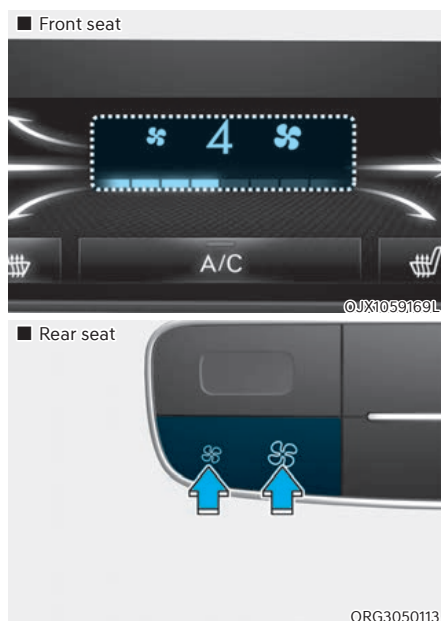 ■ Front seat
4
A/C
OJX1059169L
■ Rear seat
ORG3050113